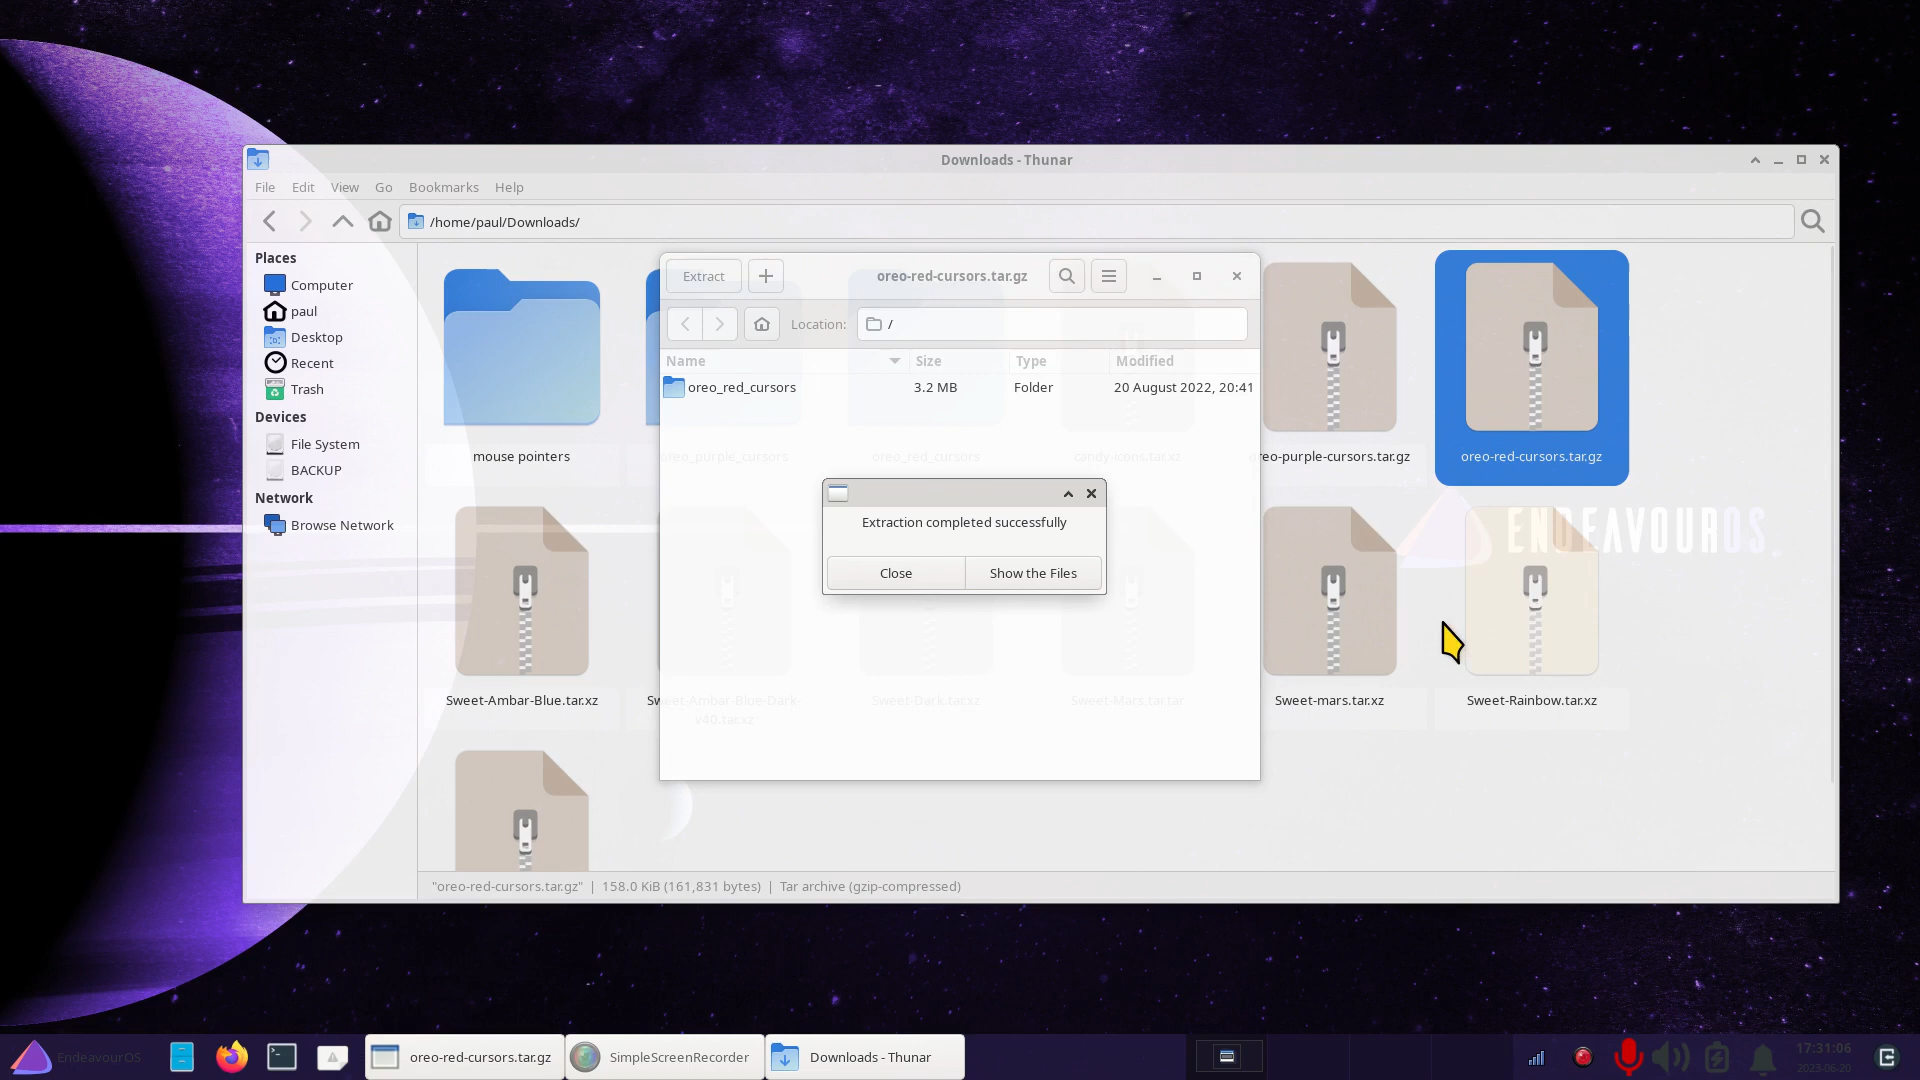 Downloads - Thunar
File Edit View Go Bookmarks Help
/home/paul/Downloads/
Places
Computer
paul
Desktop
Recent
Trash
Devices
File System
BACKUP
Network
Browse Network
Extract
oreo-red-cursors.tar.gz
Location: /
Name Size Type Modified
oreo_red_cursors 3.2 MB Folder 20 August 2022, 20:41
mouse pointers
oreo_purple_cursors
oreo_red_cursors
candy-icons.tar.xz
eo-purple-cursors.tar.gz
oreo-red-cursors.tar.gz
ENDEAVOUROS
Extraction completed successfully
Close Show the Files
Sweet-Ambar-Blue.tar.xz
Sweet-Ambar-Blue-Dark-
v40.tar.xz
Sweet-Dark.tar.xz
Sweet-Mars.tar.tar
Sweet-mars.tar.xz
Sweet-Rainbow.tar.xz
"oreo-red-cursors.tar.gz" | 158.0 KiB (161,831 bytes) | Tar archive (gzip-compressed)
EndeavourOS
oreo-red-cursors.tar.gz
SimpleScreenRecorder
Downloads - Thunar
17:31:06
2023-06-20